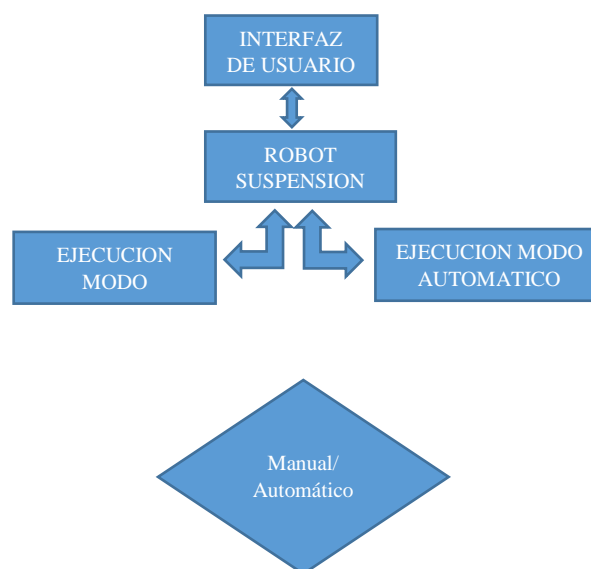 INTERFAZ
DE USUARIO
ROBOT
SUSPENSION
EJECUCION
MODO
EJECUCION MODO
AUTOMATICO
Manual/
Automático